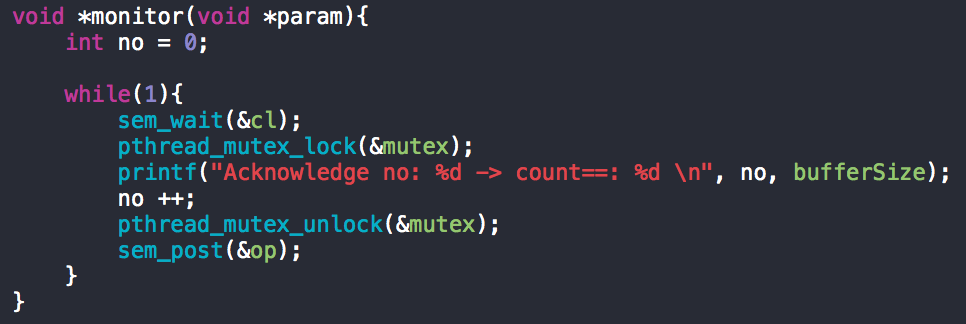 void *monitor(void *param){
    int no = 0;

    while(1){
        sem_wait(&cl);
        pthread_mutex_lock(&mutex);
        printf("Acknowledge no: %d -> count==: %d \n", no, bufferSize);
        no ++;
        pthread_mutex_unlock(&mutex);
        sem_post(&op);
    }
}